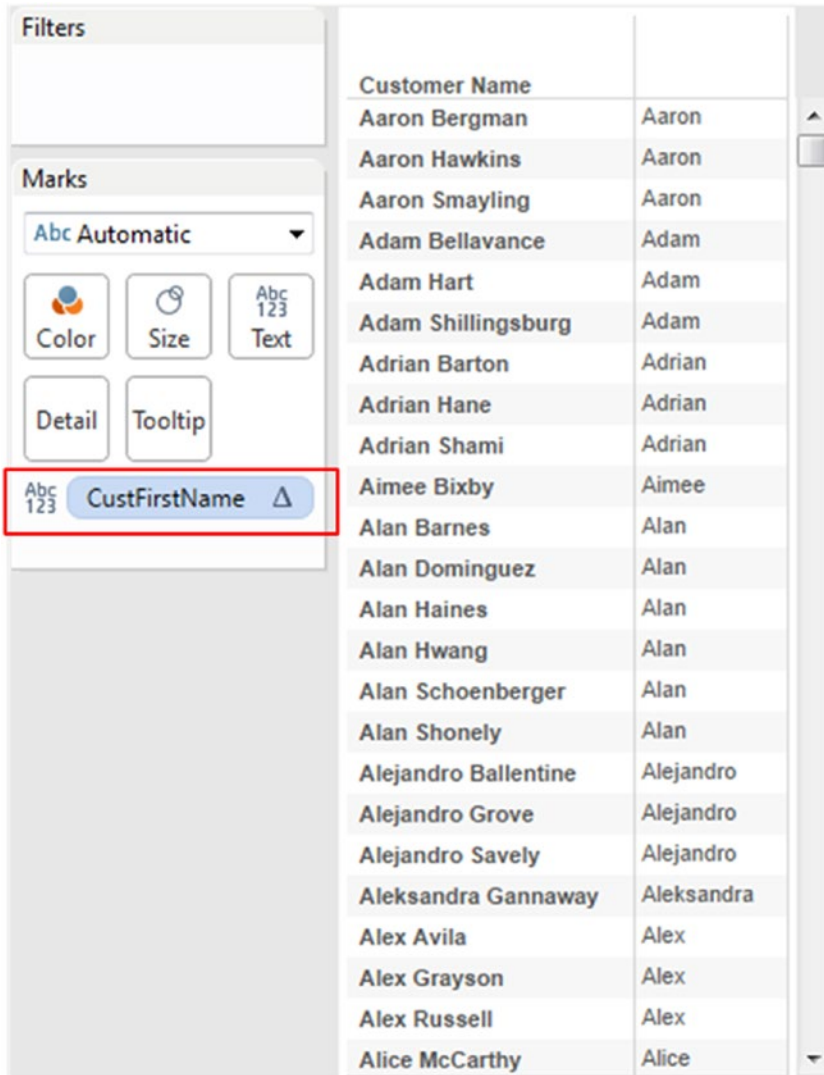 Filters
Marks
Abc Automatic
Color
Size
Abc
123
Text
Detail
Tooltip
Abc
123
CustFirstName Δ
Customer Name
Aaron Bergman Aaron
Aaron Hawkins Aaron
Aaron Smayling Aaron
Adam Bellavance Adam
Adam Hart Adam
Adam Shillingsburg Adam
Adrian Barton Adrian
Adrian Hane Adrian
Adrian Shami Adrian
Aimee Bixby Aimee
Alan Barnes Alan
Alan Dominguez Alan
Alan Haines Alan
Alan Hwang Alan
Alan Schoenberger Alan
Alan Shonely Alan
Alejandro Ballentine Alejandro
Alejandro Grove Alejandro
Alejandro Savely Alejandro
Aleksandra Gannaway Aleksandra
Alex Avila Alex
Alex Grayson Alex
Alex Russell Alex
Alice McCarthy Alice